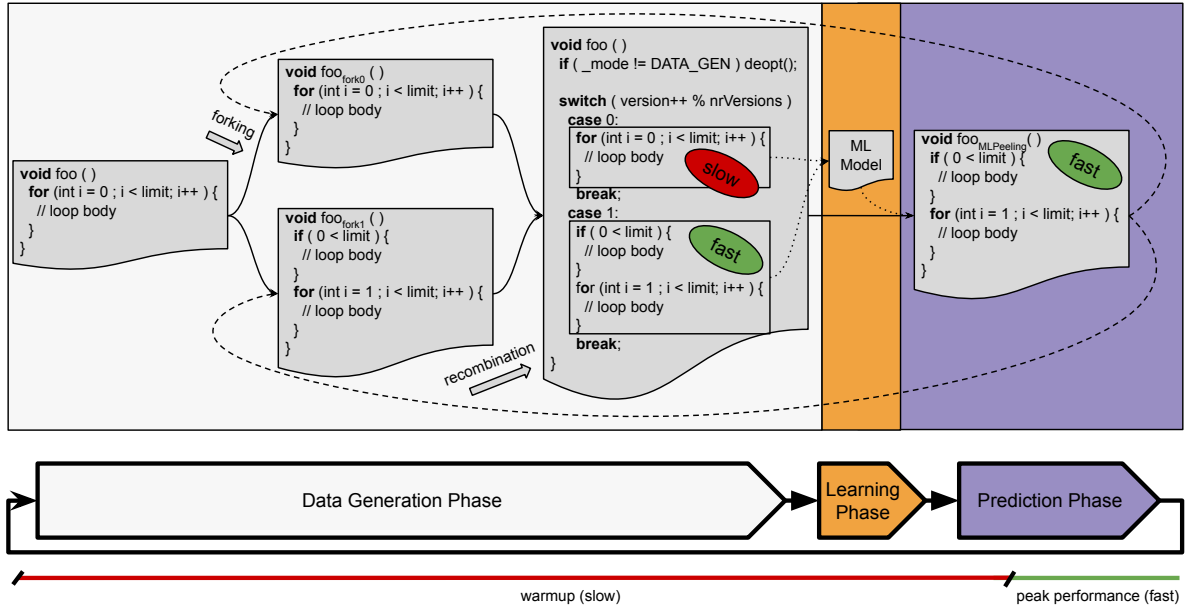 void foo ( )
for (int i = 0 ; i < limit; i++ ) {
// loop body
}
}
forking
void foofork0 ( )
for (int i = 0 ; i < limit; i++ ) {
// loop body
}
}
void foofork1 ( )
if ( 0 < limit ) {
// loop body
}
for (int i = 1 ; i < limit; i++ ) {
// loop body
}
}
recombination
void foo ( )
if ( _mode != DATA_GEN ) deopt();
switch ( version++ % nrVersions )
case 0:
for (int i = 0 ; i < limit; i++ ) {
// loop body
}
slow
break;
case 1:
if ( 0 < limit ) {
// loop body
}
fast
for (int i = 1 ; i < limit; i++ ) {
// loop body
}
break;
}
ML
Model
void fooMLPeeling( )
if ( 0 < limit ) {
// loop body
}
fast
for (int i = 1 ; i < limit; i++ ) {
// loop body
}
}
Data Generation Phase
Learning
Phase
Prediction Phase
warmup (slow)
peak performance (fast)